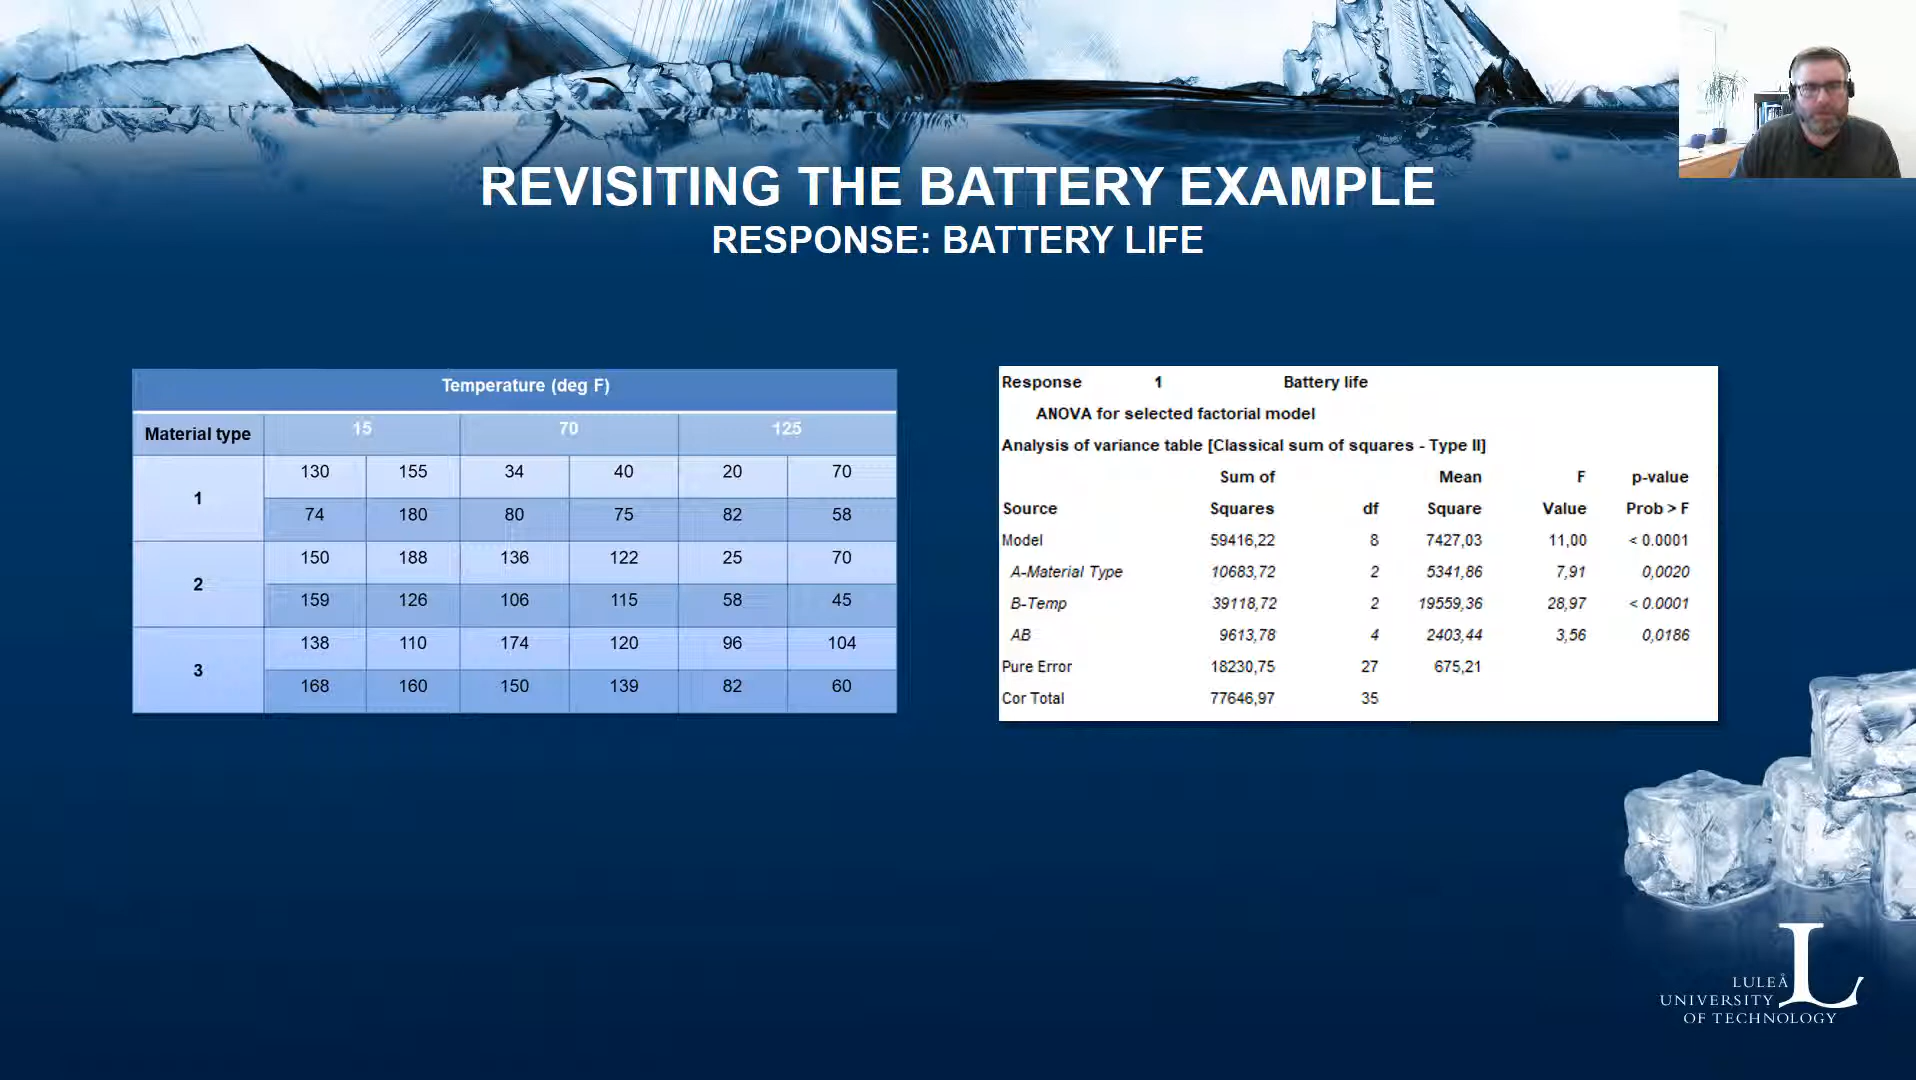 REVISITING THE BATTERY EXAMPLE
RESPONSE: BATTERY LIFE
Temperature (deg F)
Material type 15 70 125
1 130 155 34 40 20 70
74 180 80 75 82 58
2 150 188 136 122 25 70
159 126 106 115 58 45
3 138 110 174 120 96 104
168 160 150 139 82 60
Response 1 Battery life
ANOVA for selected factorial model
Analysis of variance table [Classical sum of squares - Type II]
Sum of Mean F p-value
Source Squares df Square Value Prob > F
Model 59416,22 8 7427,03 11,00 < 0.0001
A-Material Type 10683,72 2 5341,86 7,91 0,0020
B-Temp 39118,72 2 19559,36 28,97 < 0.0001
AB 9613,78 4 2403,44 3,56 0,0186
Pure Error 18230,75 27 675,21
Cor Total 77646,97 35
LULEÅ
UNIVERSITY
OF TECHNOLOGY
L